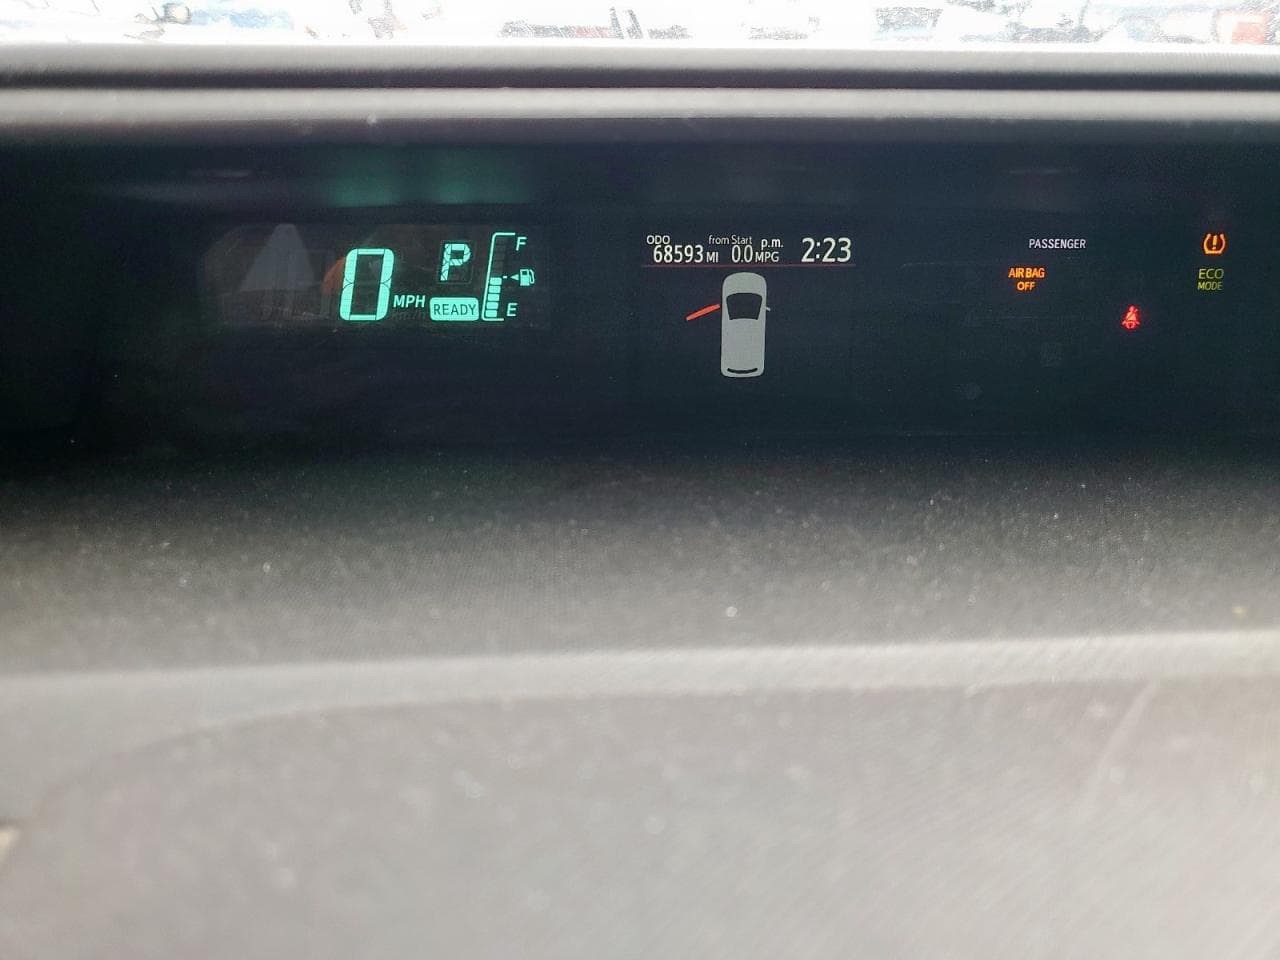 0 MPH
P
READY
F
E
ODO from Start p.m. 2:23
68593 MI 0.0 MPG
PASSENGER
AIR BAG
OFF
ECO
MODE